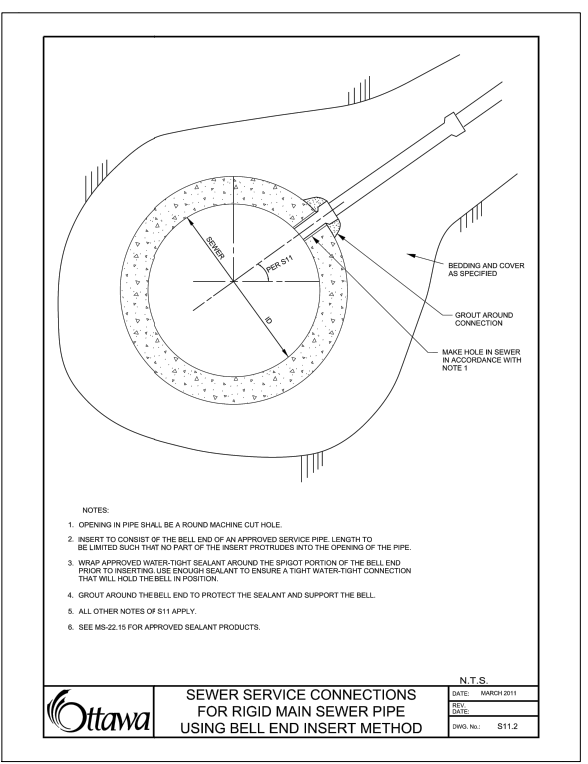 SEWER
PER S11
ID
BEDDING AND COVER
AS SPECIFIED
GROUT AROUND
CONNECTION
MAKE HOLE IN SEWER
IN ACCORDANCE WITH
NOTE 1
NOTES:
1. OPENING IN PIPE SHALL BE A ROUND MACHINE CUT HOLE.
2. INSERT TO CONSIST OF THE BELL END OF AN APPROVED SERVICE PIPE. LENGTH TO
BE LIMITED SUCH THAT NO PART OF THE INSERT PROTRUDES INTO THE OPENING OF THE PIPE.
3. WRAP APPROVED WATER-TIGHT SEALANT AROUND THE SPIGOT PORTION OF THE BELL END
PRIOR TO INSERTING. USE ENOUGH SEALANT TO ENSURE A TIGHT WATER-TIGHT CONNECTION
THAT WILL HOLD THE BELL IN POSITION.
4. GROUT AROUND THE BELL END TO PROTECT THE SEALANT AND SUPPORT THE BELL.
5. ALL OTHER NOTES OF S11 APPLY.
6. SEE MS-22.15 FOR APPROVED SEALANT PRODUCTS.
N.T.S.
Ottawa
SEWER SERVICE CONNECTIONS
FOR RIGID MAIN SEWER PIPE
USING BELL END INSERT METHOD
DATE: MARCH 2011
REV.
DATE:
DWG. No.: S11.2